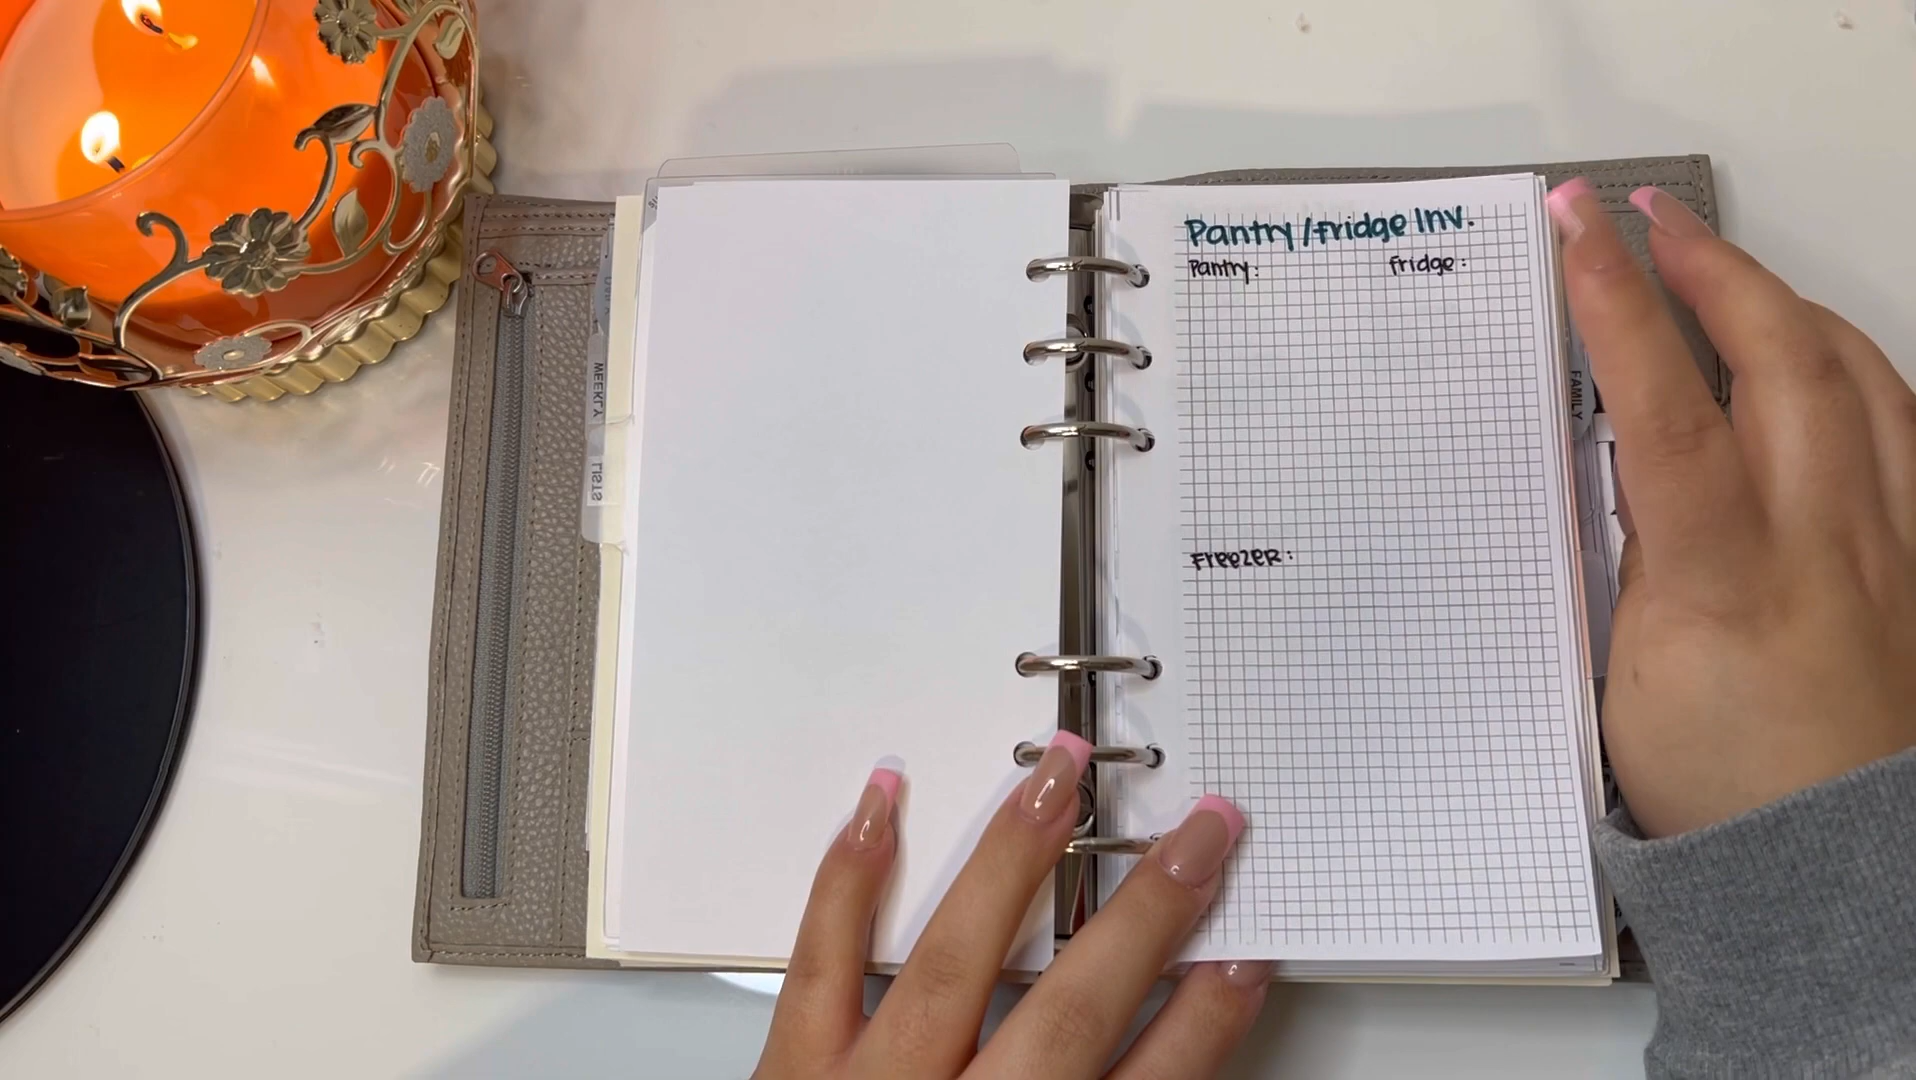 WEEKLY
LISTS
Pantry/Fridge Inv.
Pantry:
Fridge:
FAMILY
Freezer: